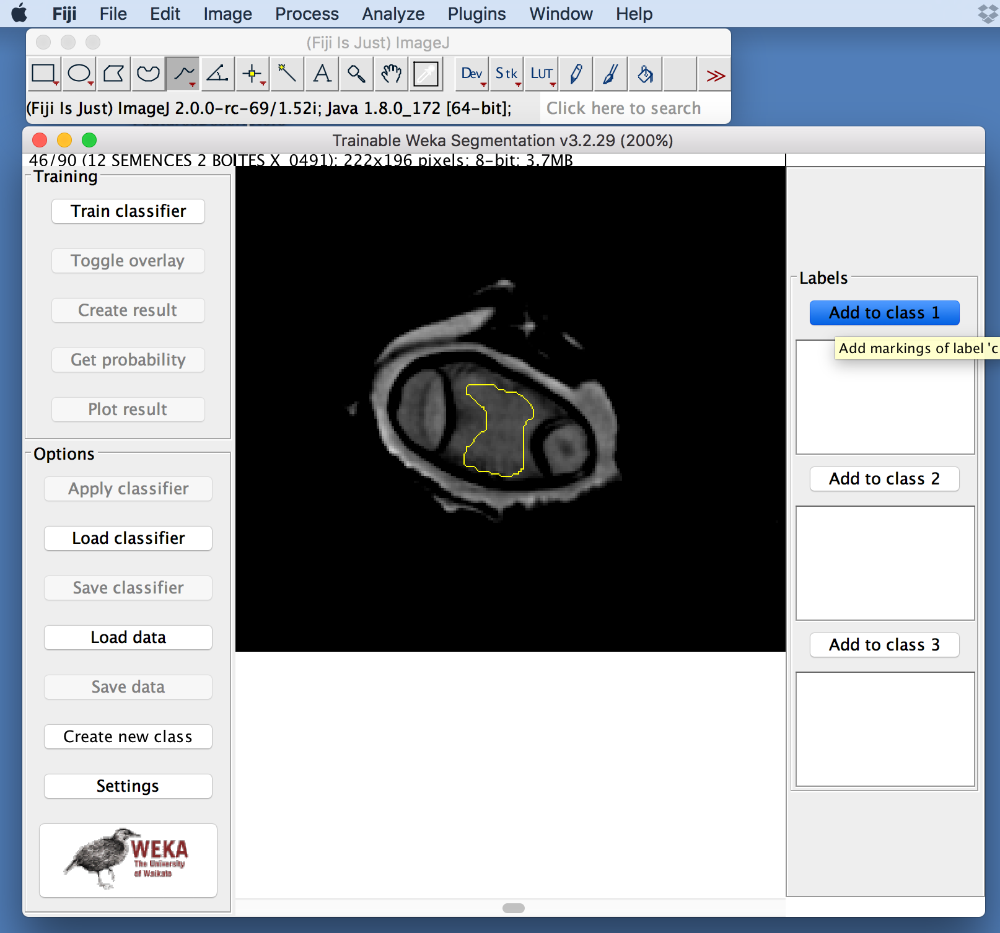 Fiji File Edit Image Process Analyze Plugins Window Help
(Fiji Is Just) ImageJ
A Dev Stk LUT >>
(Fiji Is Just) ImageJ 2.0.0-rc-69/1.52i; Java 1.8.0_172 [64-bit]; Click here to search
Trainable Weka Segmentation v3.2.29 (200%)
46/90 (12 SEMENCES 2 BOITES X_0491); 222x196 pixels; 8-bit; 3.7MB
Training
Train classifier
Toggle overlay
Create result
Get probability
Plot result
Options
Apply classifier
Load classifier
Save classifier
Load data
Save data
Create new class
Settings
WEKA
The University
of Waikato
Labels
Add to class 1
Add markings of label 'c
Add to class 2
Add to class 3